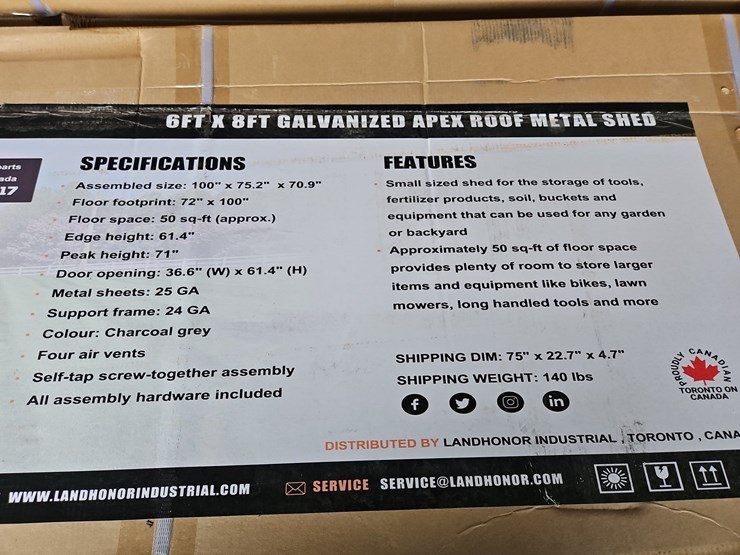 6FT X 8FT GALVANIZED APEX ROOF METAL SHED
arts
ada
17
SPECIFICATIONS
Assembled size: 100" x 75.2" x 70.9"
Floor footprint: 72" x 100"
Floor space: 50 sq-ft (approx.)
Edge height: 61.4"
Peak height: 71"
Door opening: 36.6" (W) x 61.4" (H)
Metal sheets: 25 GA
Support frame: 24 GA
Colour: Charcoal grey
Four air vents
Self-tap screw-together assembly
All assembly hardware included
FEATURES
Small sized shed for the storage of tools,
fertilizer products, soil, buckets and
equipment that can be used for any garden
or backyard
Approximately 50 sq-ft of floor space
provides plenty of room to store larger
items and equipment like bikes, lawn
mowers, long handled tools and more
SHIPPING DIM: 75" x 22.7" x 4.7"
SHIPPING WEIGHT: 140 lbs
PROUDLY CANADIAN
TORONTO ON
CANADA
DISTRIBUTED BY LANDHONOR INDUSTRIAL , TORONTO , CANA
WWW.LANDHONORINDUSTRIAL.COM
SERVICE SERVICE@LANDHONOR.COM